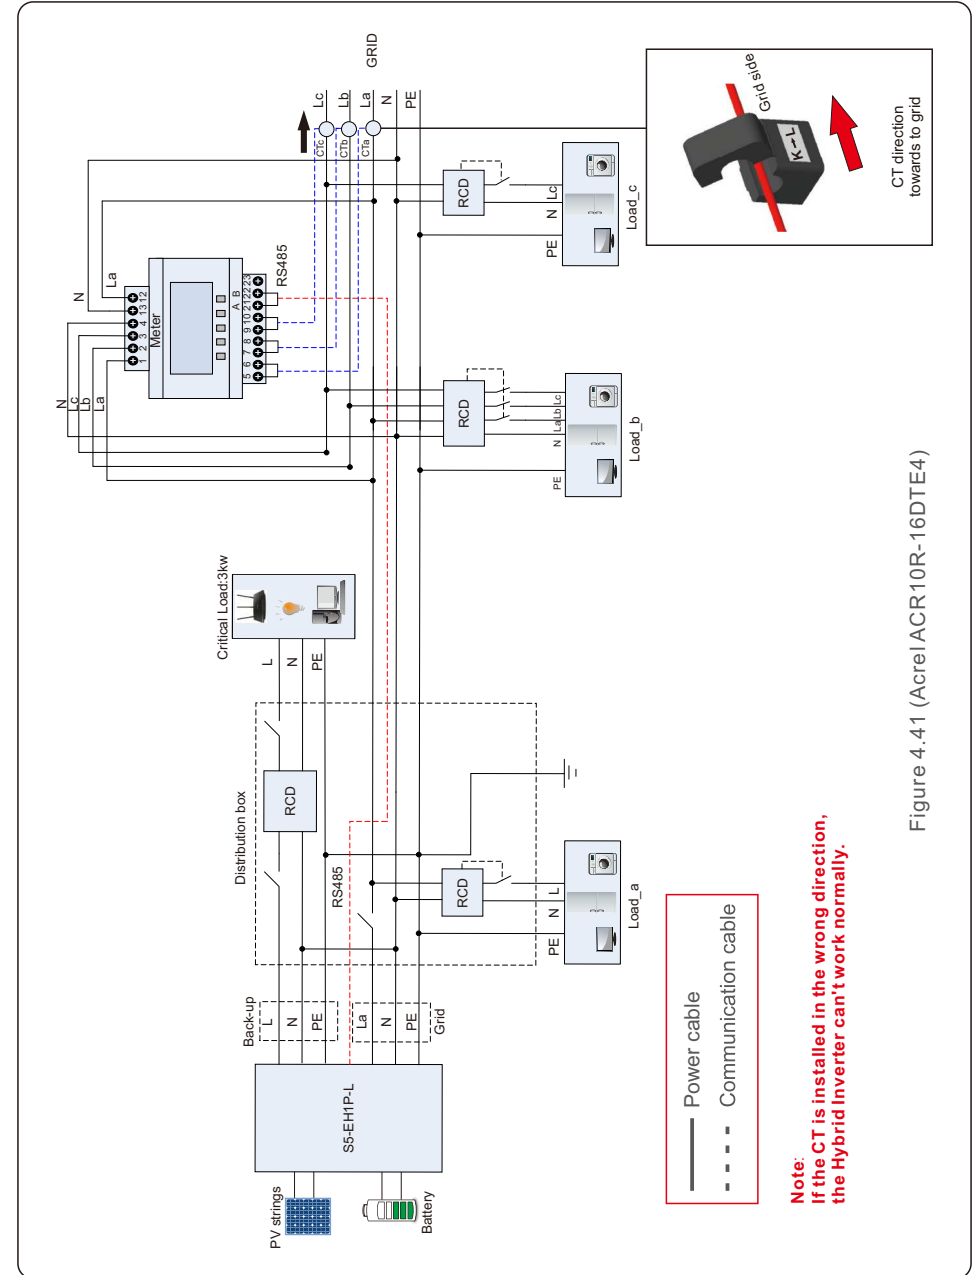 GRID
Lc
Lb
La
N
PE
CTc
CTb
CTa
Grid side
K→L
CT direction
towards to grid
RCD
Lc
N
PE
Load_c
N
La
Meter
1 2 3 4 13 12
5 6 7 8 9 10 21 22 23
A B
RS485
N
Lc
Lb
La
RCD
Lc
Lb
La
N
PE
Load_b
Critical Load:3kw
L
N
PE
Distribution box
RCD
RS485
RCD
L
N
PE
Load_a
Back-up
L
N
PE
La
N
PE
Grid
S5-EH1P-L
PV strings
Battery
Power cable
Communication cable
Note:
If the CT is installed in the wrong direction,
the Hybrid Inverter can't work normally.
Figure 4.41 (Acrel ACR10R-16DTE4)